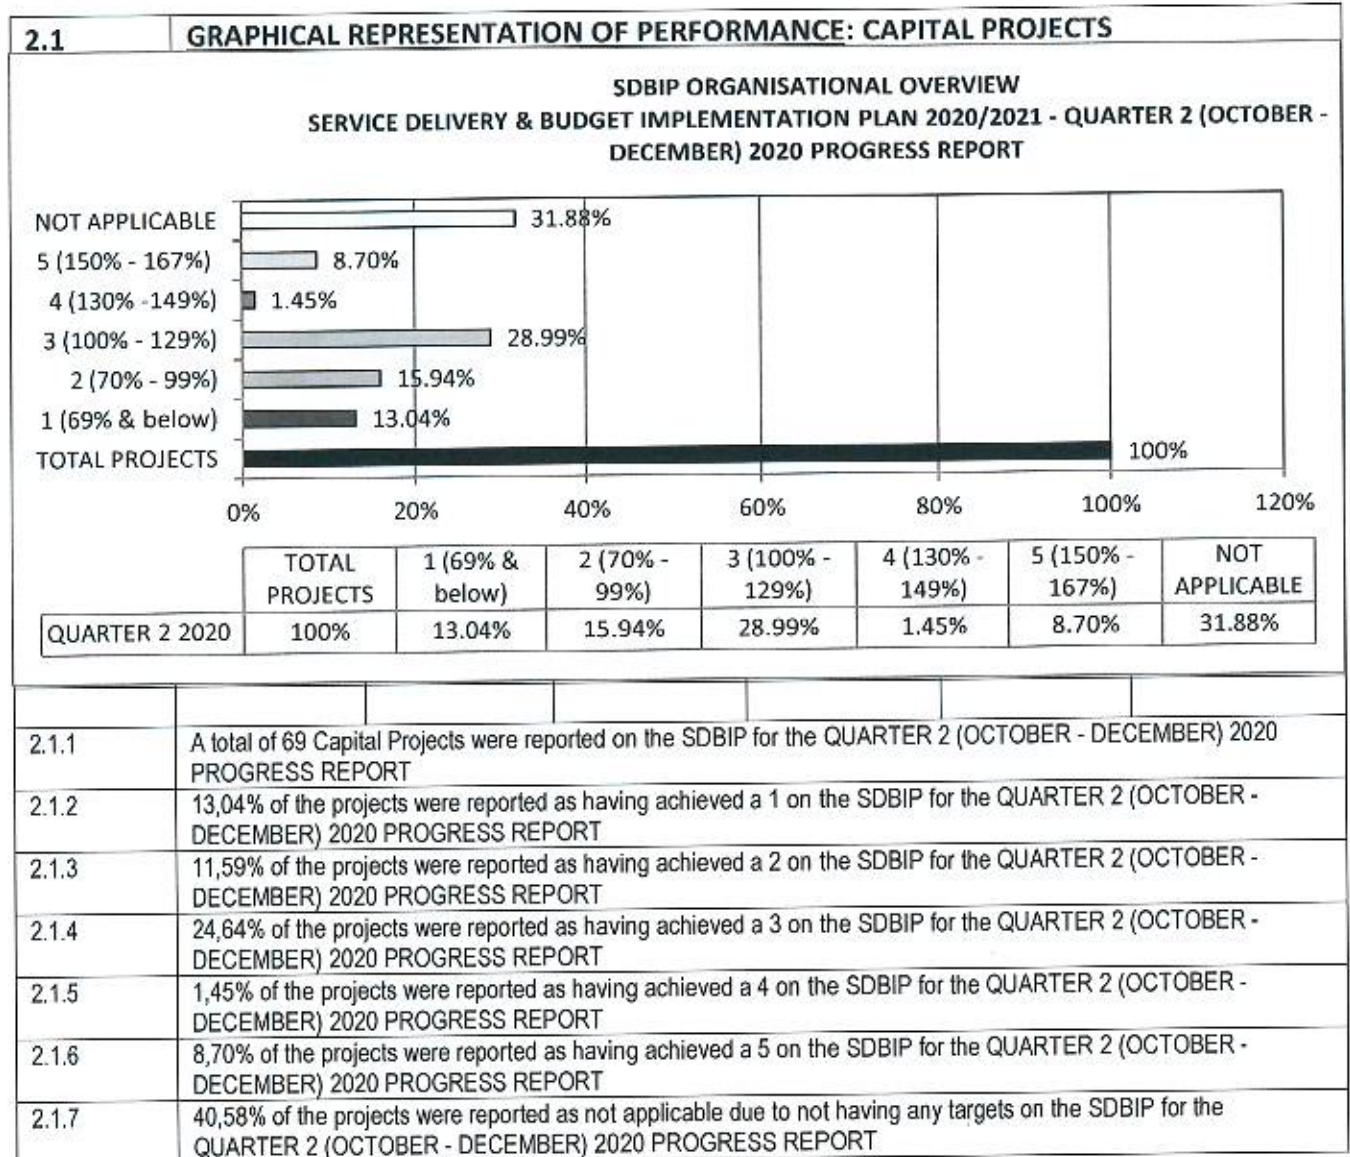 2.1 GRAPHICAL REPRESENTATION OF PERFORMANCE: CAPITAL PROJECTS
SDBIP ORGANISATIONAL OVERVIEW
SERVICE DELIVERY & BUDGET IMPLEMENTATION PLAN 2020/2021 - QUARTER 2 (OCTOBER -
DECEMBER) 2020 PROGRESS REPORT
NOT APPLICABLE 31.88%
5 (150% - 167%) 8.70%
4 (130% -149%) 1.45%
3 (100% - 129%) 28.99%
2 (70% - 99%) 15.94%
1 (69% & below) 13.04%
TOTAL PROJECTS 100%
0% 20% 40% 60% 80% 100% 120%
TOTAL 1 (69% & 2 (70% - 3 (100% - 4 (130% - 5 (150% - NOT
PROJECTS below) 99%) 129%) 149%) 167%) APPLICABLE
QUARTER 2 2020 100% 13.04% 15.94% 28.99% 1.45% 8.70% 31.88%
2.1.1 A total of 69 Capital Projects were reported on the SDBIP for the QUARTER 2 (OCTOBER - DECEMBER) 2020
PROGRESS REPORT
2.1.2 13,04% of the projects were reported as having achieved a 1 on the SDBIP for the QUARTER 2 (OCTOBER -
DECEMBER) 2020 PROGRESS REPORT
2.1.3 11,59% of the projects were reported as having achieved a 2 on the SDBIP for the QUARTER 2 (OCTOBER -
DECEMBER) 2020 PROGRESS REPORT
2.1.4 24,64% of the projects were reported as having achieved a 3 on the SDBIP for the QUARTER 2 (OCTOBER -
DECEMBER) 2020 PROGRESS REPORT
2.1.5 1,45% of the projects were reported as having achieved a 4 on the SDBIP for the QUARTER 2 (OCTOBER -
DECEMBER) 2020 PROGRESS REPORT
2.1.6 8,70% of the projects were reported as having achieved a 5 on the SDBIP for the QUARTER 2 (OCTOBER -
DECEMBER) 2020 PROGRESS REPORT
2.1.7 40,58% of the projects were reported as not applicable due to not having any targets on the SDBIP for the
QUARTER 2 (OCTOBER - DECEMBER) 2020 PROGRESS REPORT